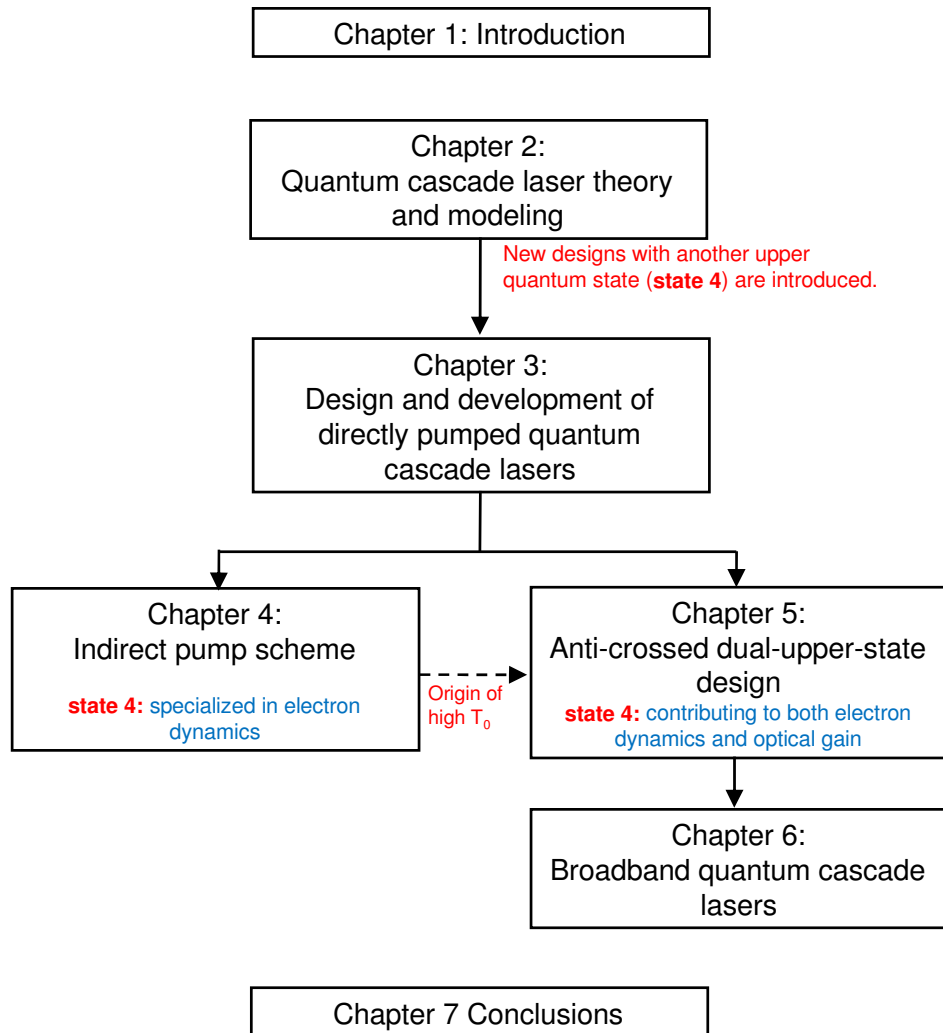 Chapter 1: Introduction
Chapter 2:
Quantum cascade laser theory
and modeling
New designs with another upper
quantum state (state 4) are introduced.
Chapter 3:
Design and development of
directly pumped quantum
cascade lasers
Chapter 4:
Indirect pump scheme
state 4: specialized in electron
dynamics
Origin of
high T₀
Chapter 5:
Anti-crossed dual-upper-state
design
state 4: contributing to both electron
dynamics and optical gain
Chapter 6:
Broadband quantum cascade
lasers
Chapter 7 Conclusions